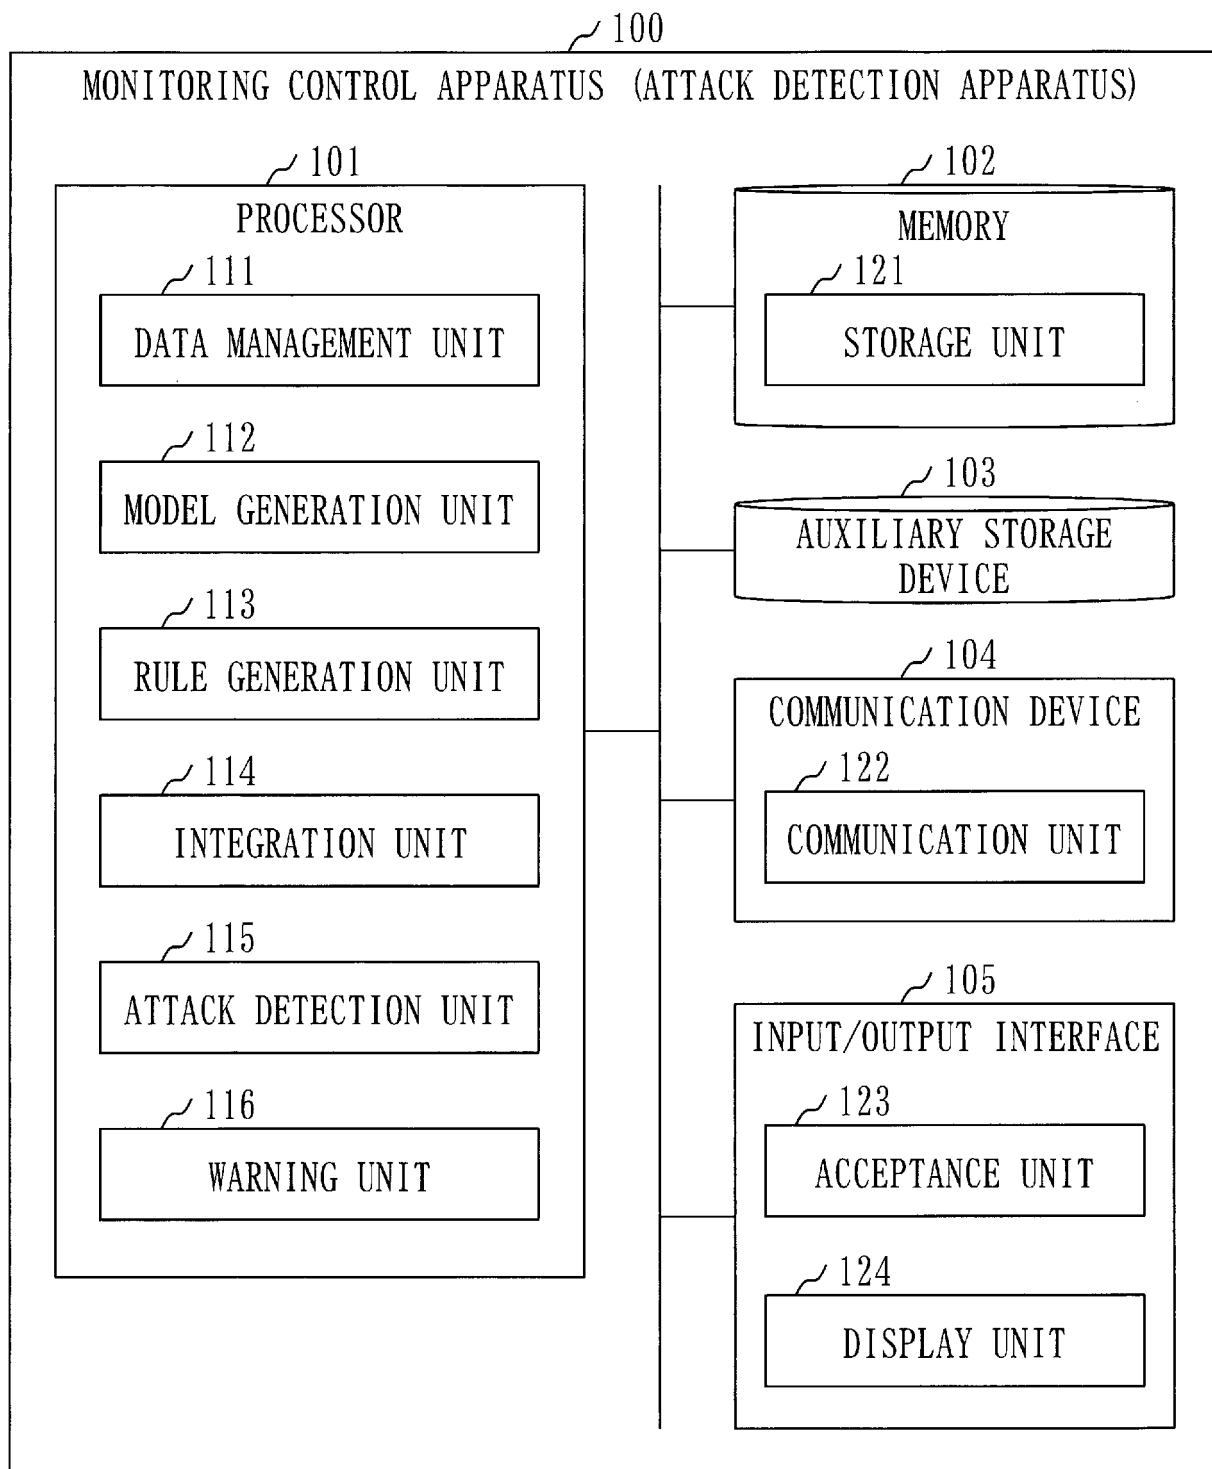 100
MONITORING CONTROL APPARATUS (ATTACK DETECTION APPARATUS)
101
PROCESSOR
111
DATA MANAGEMENT UNIT
112
MODEL GENERATION UNIT
113
RULE GENERATION UNIT
114
INTEGRATION UNIT
115
ATTACK DETECTION UNIT
116
WARNING UNIT
102
MEMORY
121
STORAGE UNIT
103
AUXILIARY STORAGE
DEVICE
104
COMMUNICATION DEVICE
122
COMMUNICATION UNIT
105
INPUT/OUTPUT INTERFACE
123
ACCEPTANCE UNIT
124
DISPLAY UNIT